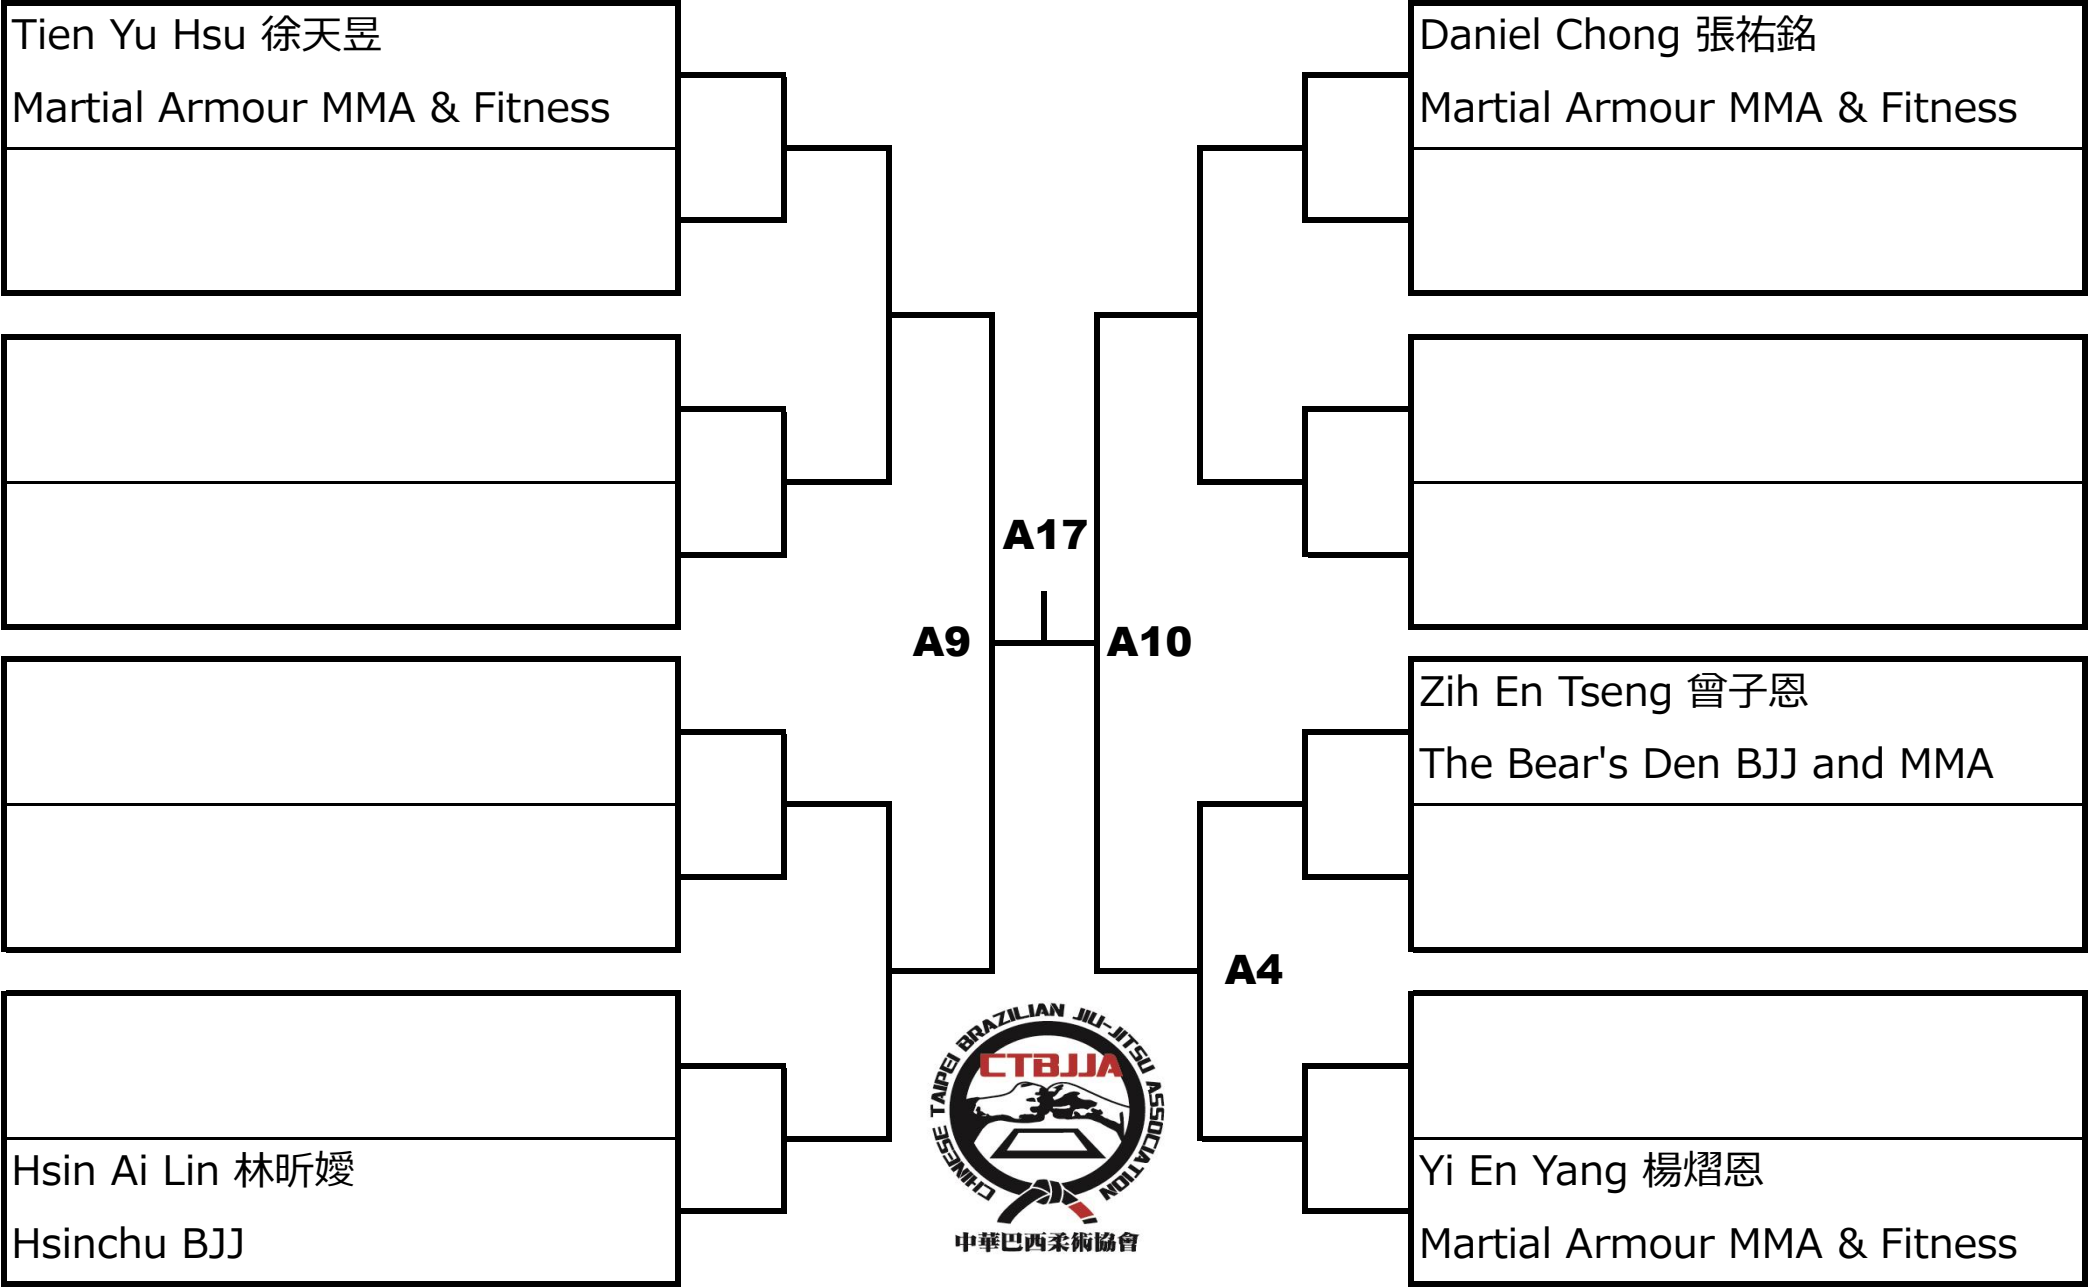 Tien Yu Hsu 徐天昱
Martial Armour MMA & Fitness
Hsin Ai Lin 林昕嬡
Hsinchu BJJ
A9
A17
A10
A4
CHINESE TAIPEI BRAZILIAN JIU-JITSU ASSOCIATION
CTBJJA
中華巴西柔術協會
Daniel Chong 張祐銘
Martial Armour MMA & Fitness
Zih En Tseng 曾子恩
The Bear's Den BJJ and MMA
Yi En Yang 楊熠恩
Martial Armour MMA & Fitness